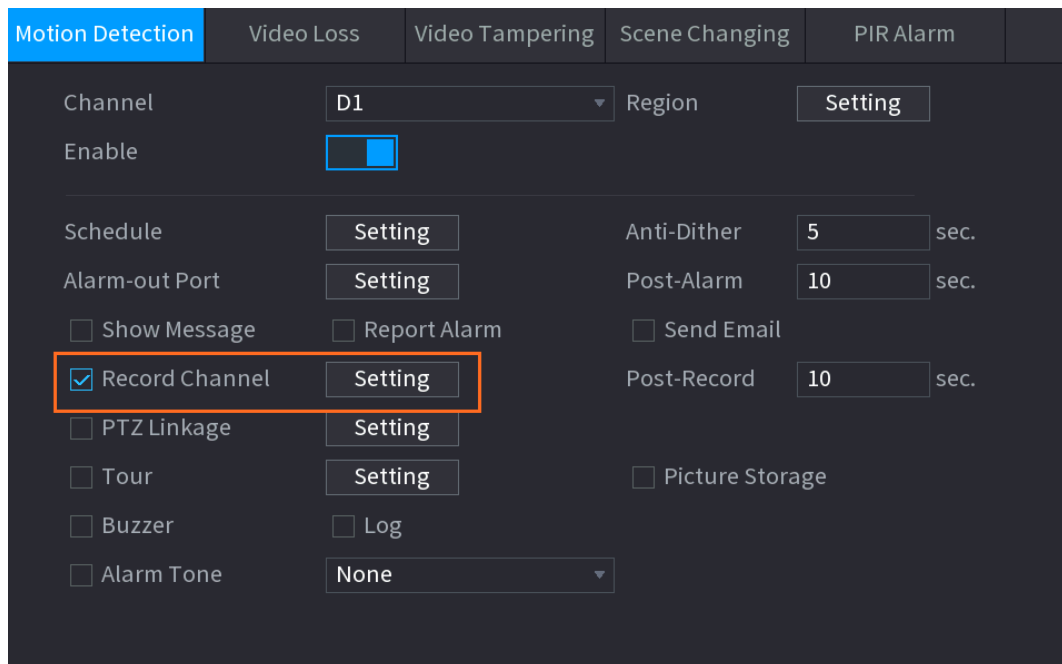 Motion Detection Video Loss Video Tampering Scene Changing PIR Alarm
Channel D1 Region Setting
Enable
Schedule Setting Anti-Dither 5 sec.
Alarm-out Port Setting Post-Alarm 10 sec.
Show Message Report Alarm Send Email
Record Channel Setting Post-Record 10 sec.
PTZ Linkage Setting
Tour Setting Picture Storage
Buzzer Log
Alarm Tone None